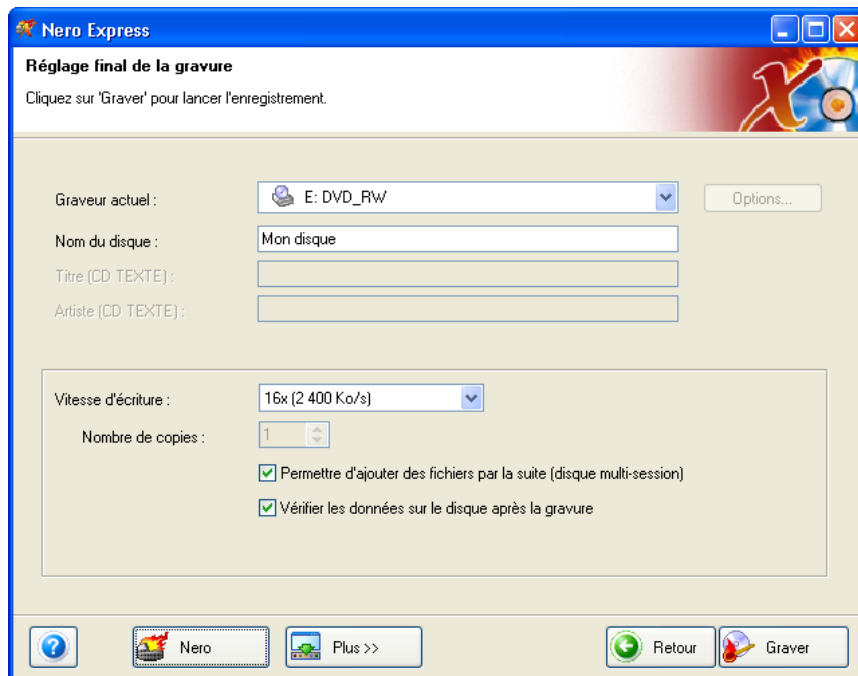 Nero Express
Réglage final de la gravure
Cliquez sur 'Graver' pour lancer l'enregistrement.
Graveur actuel :
E: DVD_RW
Options...
Nom du disque :
Mon disque
Titre (CD TEXTE) :
Artiste (CD TEXTE) :
Vitesse d'écriture :
16x (2 400 Ko/s)
Nombre de copies :
1
Permettre d'ajouter des fichiers par la suite (disque multi-session)
Vérifier les données sur le disque après la gravure
Nero
Plus >>
Retour
Graver